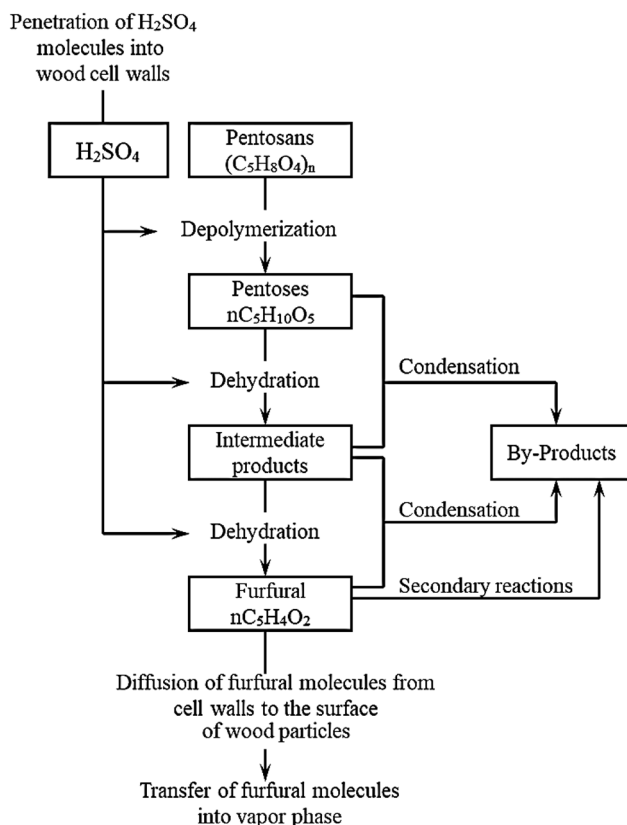 Penetration of H₂SO₄
molecules into
wood cell walls
H₂SO₄
Pentosans
(C₅H₈O₄)ₙ
Depolymerization
Pentoses
nC₅H₁₀O₅
Dehydration
Condensation
Intermediate
products
By-Products
Dehydration
Condensation
Furfural
nC₅H₄O₂
Secondary reactions
Diffusion of furfural molecules from
cell walls to the surface
of wood particles
Transfer of furfural molecules
into vapor phase